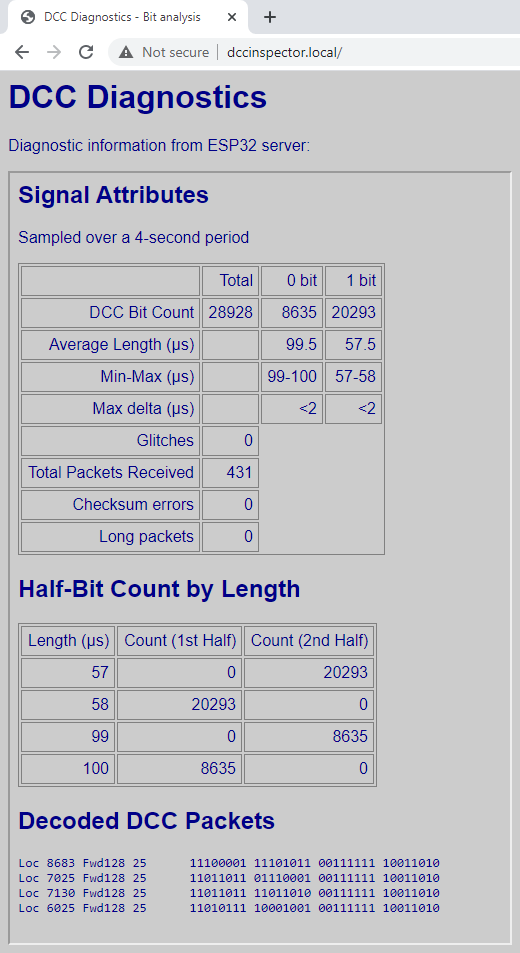 DCC Diagnostics - Bit analysis
Not secure | dccinspector.local/
DCC Diagnostics
Diagnostic information from ESP32 server:
Signal Attributes
Sampled over a 4-second period
Total 0 bit 1 bit
DCC Bit Count 28928 8635 20293
Average Length (µs) 99.5 57.5
Min-Max (µs) 99-100 57-58
Max delta (µs) <2 <2
Glitches 0
Total Packets Received 431
Checksum errors 0
Long packets 0
Half-Bit Count by Length
Length (µs) Count (1st Half) Count (2nd Half)
57 0 20293
58 20293 0
99 0 8635
100 8635 0
Decoded DCC Packets
Loc 8683 Fwd128 25 11100001 11101011 00111111 10011010
Loc 7025 Fwd128 25 11011011 01110001 00111111 10011010
Loc 7130 Fwd128 25 11011011 11011010 00111111 10011010
Loc 6025 Fwd128 25 11010111 10001001 00111111 10011010